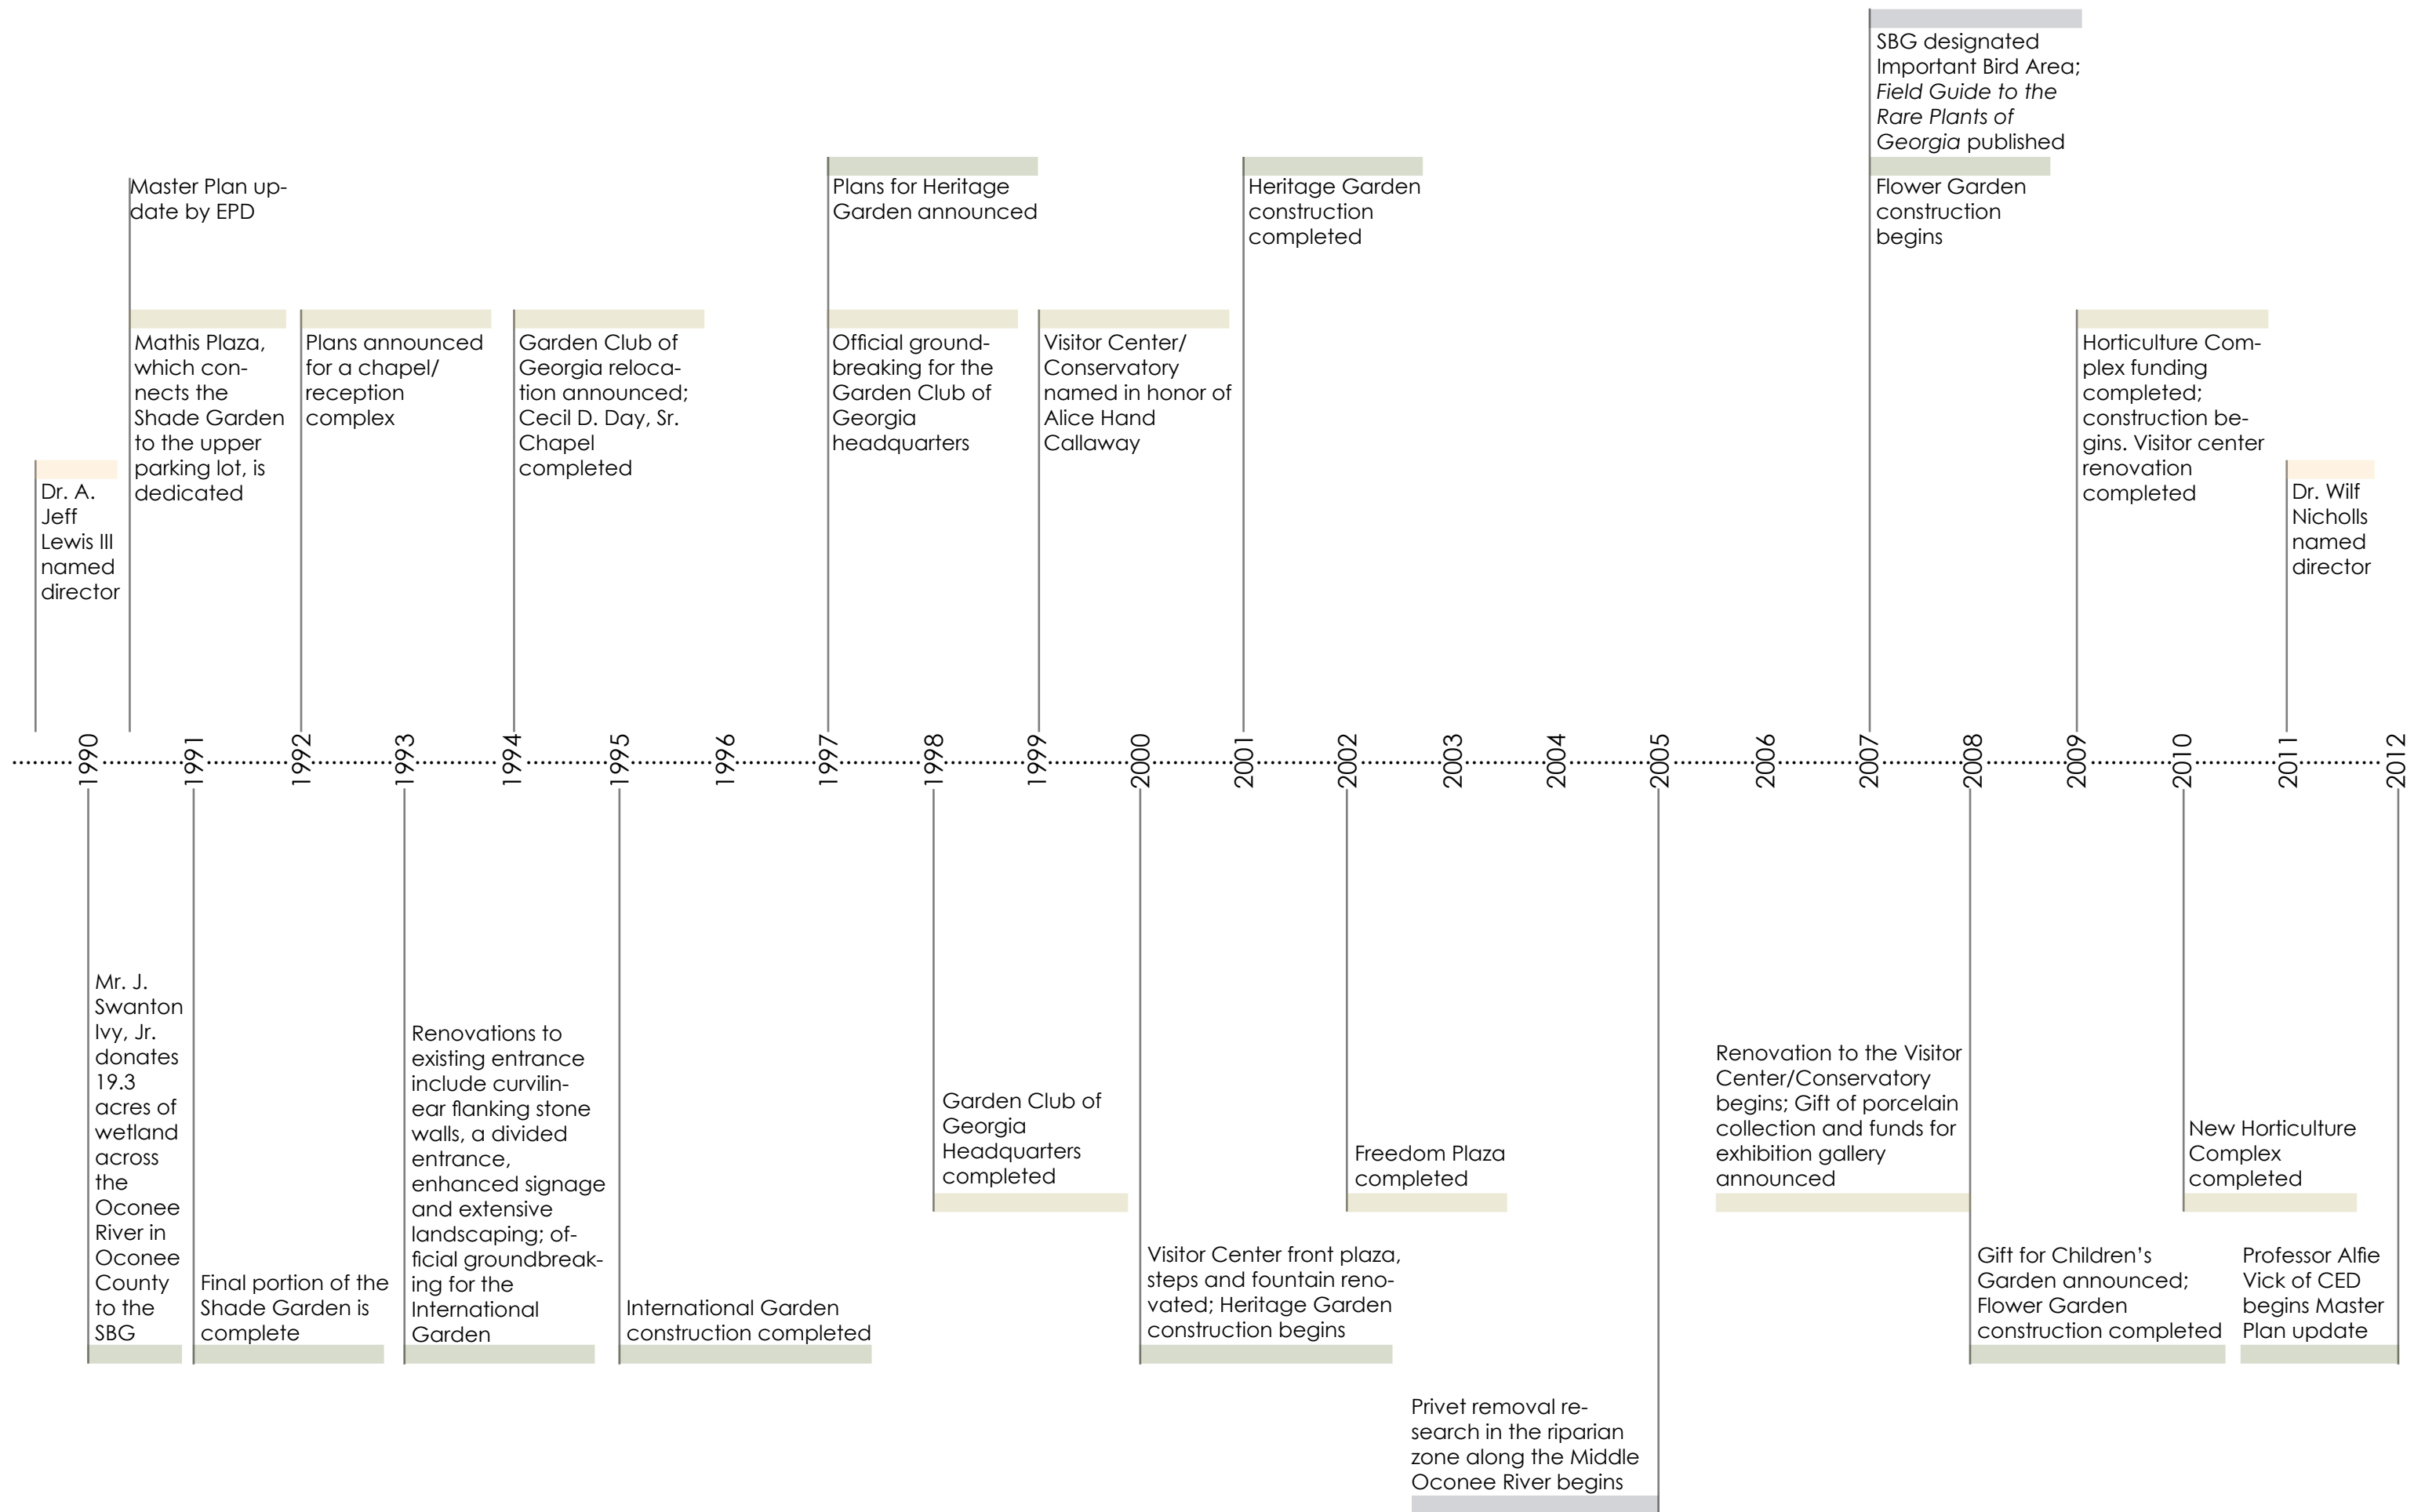 SBG designated
Important Bird Area;
Field Guide to the
Rare Plants of
Georgia published
Master Plan up-
date by EPD
Plans for Heritage
Garden announced
Heritage Garden
construction
completed
Flower Garden
construction
begins
Mathis Plaza,
which con-
nects the
Shade Garden
to the upper
parking lot, is
dedicated
Plans announced
for a chapel/
reception
complex
Garden Club of
Georgia reloca-
tion announced;
Cecil D. Day, Sr.
Chapel
completed
Official ground-
breaking for the
Garden Club of
Georgia
headquarters
Visitor Center/
Conservatory
named in honor of
Alice Hand
Callaway
Horticulture Com-
plex funding
completed;
construction be-
gins. Visitor center
renovation
completed
Dr. A.
Jeff
Lewis III
named
director
Dr. Wilf
Nicholls
named
director
1990
1991
1992
1993
1994
1995
1996
1997
1998
1999
2000
2001
2002
2003
2004
2005
2006
2007
2008
2009
2010
2011
2012
Mr. J.
Swanton
Ivy, Jr.
donates
19.3
acres of
wetland
across
the
Oconee
River in
Oconee
County
to the
SBG
Final portion of the
Shade Garden is
complete
Renovations to
existing entrance
include curvilin-
ear flanking stone
walls, a divided
entrance,
enhanced signage
and extensive
landscaping; of-
ficial groundbreak-
ing for the
International
Garden
International Garden
construction completed
Garden Club of
Georgia
Headquarters
completed
Visitor Center front plaza,
steps and fountain reno-
vated; Heritage Garden
construction begins
Freedom Plaza
completed
Privet removal re-
search in the riparian
zone along the Middle
Oconee River begins
Renovation to the Visitor
Center/Conservatory
begins; Gift of porcelain
collection and funds for
exhibition gallery
announced
Gift for Children’s
Garden announced;
Flower Garden
construction completed
New Horticulture
Complex
completed
Professor Alfie
Vick of CED
begins Master
Plan update